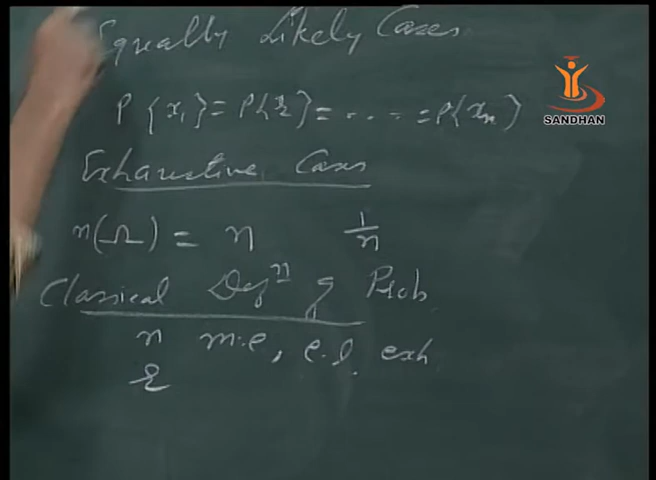 Equally Likely Cases
P{x1} = P{x2} = ..... = P{xn}
SANDHAN
Exhaustive Cases
n(Ω) = n 1/n
Classical Defⁿ of Prob.
n m.e, e.l. exh
r